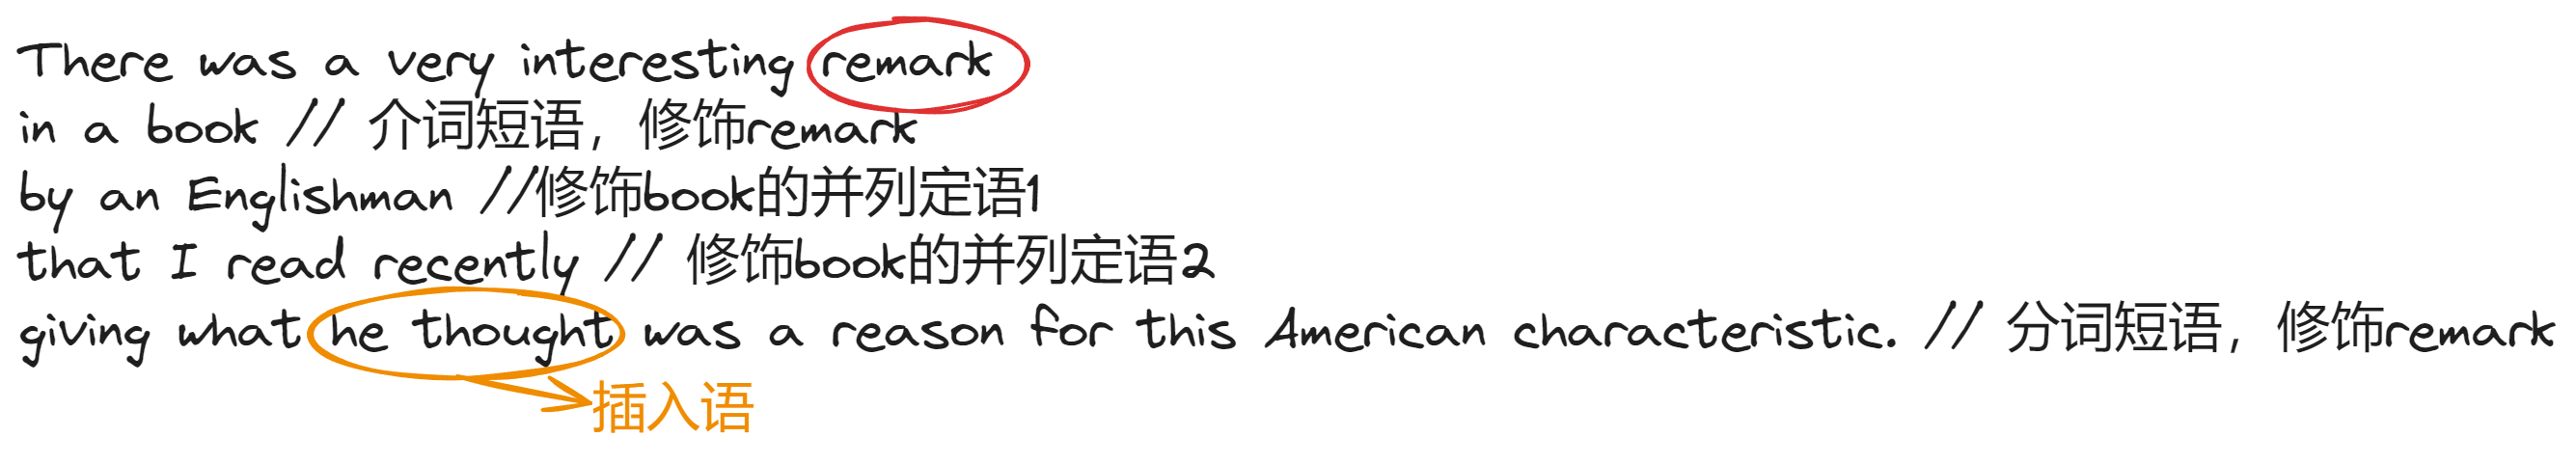 There was a very interesting remark
in a book // 介词短语，修饰remark
by an Englishman //修饰book的并列定语1
that I read recently // 修饰book的并列定语2
giving what he thought was a reason for this American characteristic. // 分词短语，修饰remark
插入语